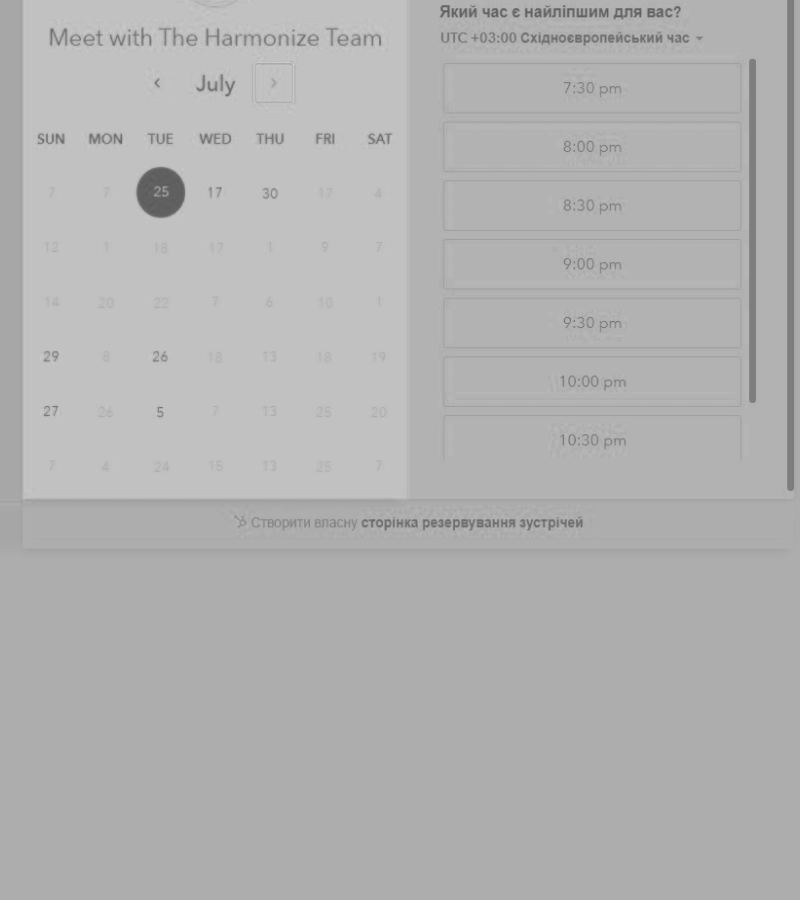 Meet with The Harmonize Team
July
SUN MON TUE WED THU FRI SAT
7 7 25 17 30 17 4
12 1 18 17 1 9 7
14 20 22 7 6 10 1
29 8 26 18 13 18 19
27 26 5 7 13 25 20
7 4 24 15 13 28 7
Який час є найліпшим для вас?
UTC +03:00 Східноєвропейський час
7:30 pm
8:00 pm
8:30 pm
9:00 pm
9:30 pm
10:00 pm
10:30 pm
Створити власну сторінка резервування зустрічей